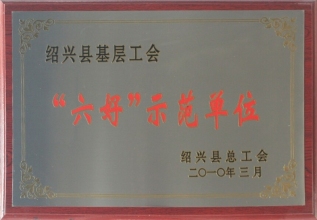 绍兴县基层工会
“六好”示范单位
绍兴县总工会
二〇一〇年三月